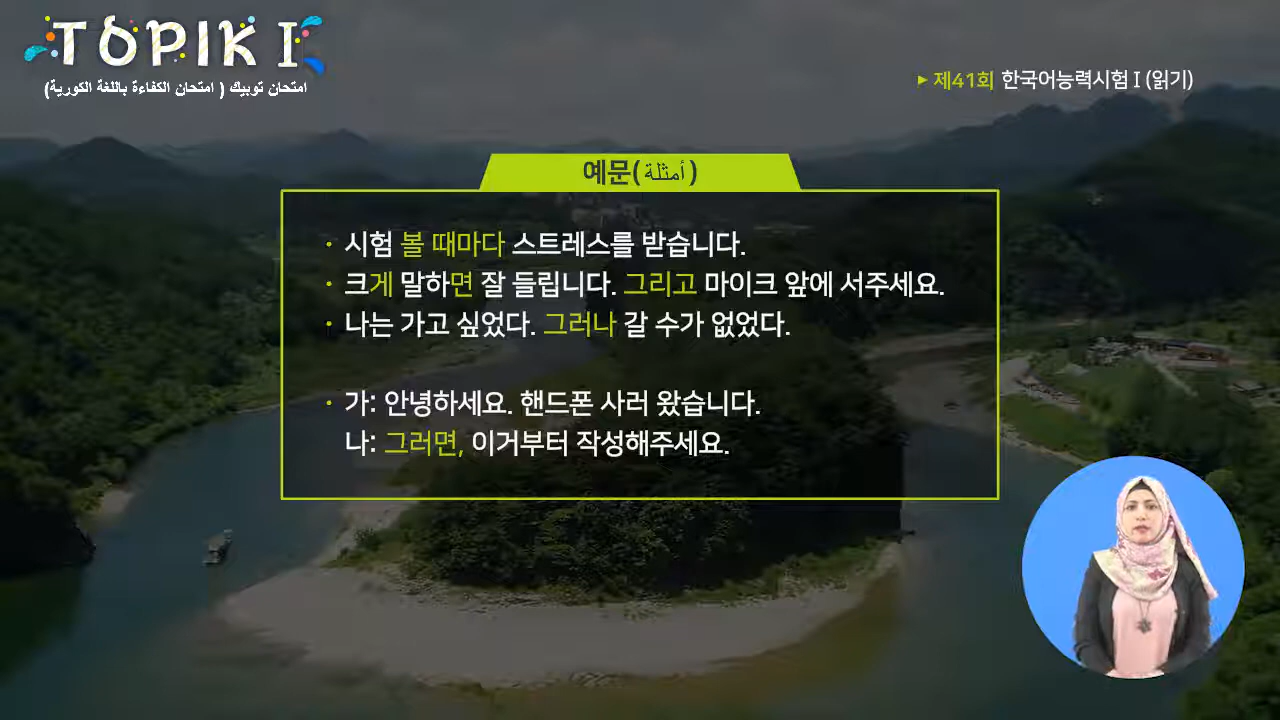 TOPIK I
امتحان توبيك ( امتحان الكفاءة باللغة الكورية)
▸ 제41회 한국어능력시험 I (읽기)
예문(أمثلة)
• 시험 볼 때마다 스트레스를 받습니다.
• 크게 말하면 잘 들립니다. 그리고 마이크 앞에 서주세요.
• 나는 가고 싶었다. 그러나 갈 수가 없었다.
• 가: 안녕하세요. 핸드폰 사러 왔습니다.
나: 그러면, 이거부터 작성해주세요.